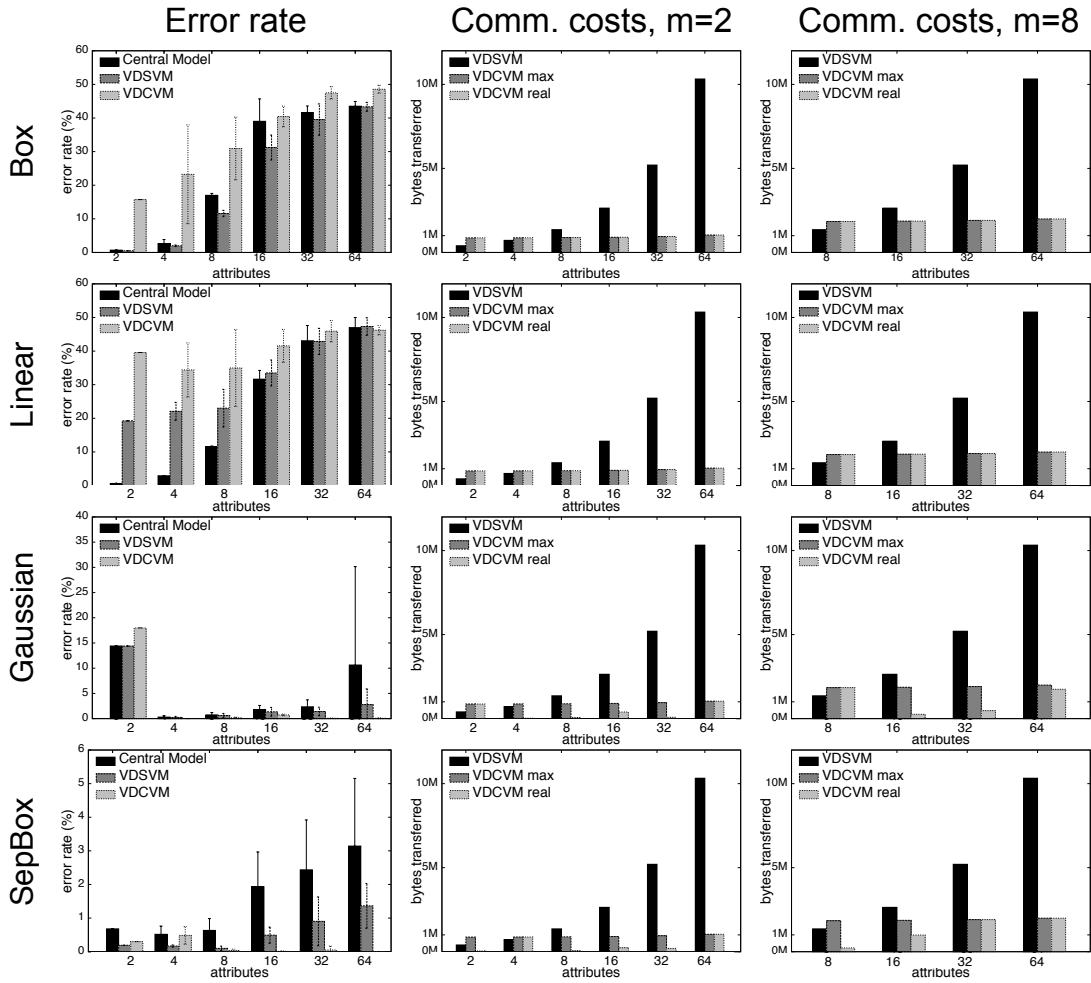 Error rate
Comm. costs, m=2
Comm. costs, m=8
Box
error rate (%)
60
50
40
30
20
10
0
Central Model
VDSVM
VDCVM
2 4 8 16 32 64
attributes
bytes transferred
10M
5M
1M
0M
VDSVM
VDCVM max
VDCVM real
2 4 8 16 32 64
attributes
bytes transferred
10M
5M
1M
0M
VDSVM
VDCVM max
VDCVM real
8 16 32 64
attributes
Linear
error rate (%)
60
50
40
30
20
10
0
Central Model
VDSVM
VDCVM
2 4 8 16 32 64
attributes
bytes transferred
10M
5M
1M
0M
VDSVM
VDCVM max
VDCVM real
2 4 8 16 32 64
attributes
bytes transferred
10M
5M
1M
0M
VDSVM
VDCVM max
VDCVM real
8 16 32 64
attributes
Gaussian
error rate (%)
40
35
30
25
20
15
10
5
0
Central Model
VDSVM
VDCVM
2 4 8 16 32 64
attributes
bytes transferred
10M
5M
1M
0M
VDSVM
VDCVM max
VDCVM real
2 4 8 16 32 64
attributes
bytes transferred
10M
5M
1M
0M
VDSVM
VDCVM max
VDCVM real
8 16 32 64
attributes
SepBox
error rate (%)
6
5
4
3
2
1
0
Central Model
VDSVM
VDCVM
2 4 8 16 32 64
attributes
bytes transferred
10M
5M
1M
0M
VDSVM
VDCVM max
VDCVM real
2 4 8 16 32 64
attributes
bytes transferred
10M
5M
1M
0M
VDSVM
VDCVM max
VDCVM real
8 16 32 64
attributes